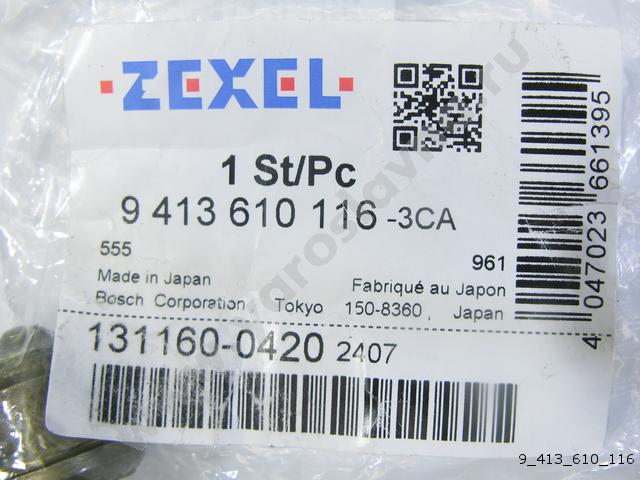 ZEXEL
1 St/Pc
9 413 610 116 -3CA
555
961
Made in Japan
Fabriqué au Japon
Bosch Corporation Tokyo 150-8360, Japan
131160-0420 2407
4 047023 661395
9_413_610_116